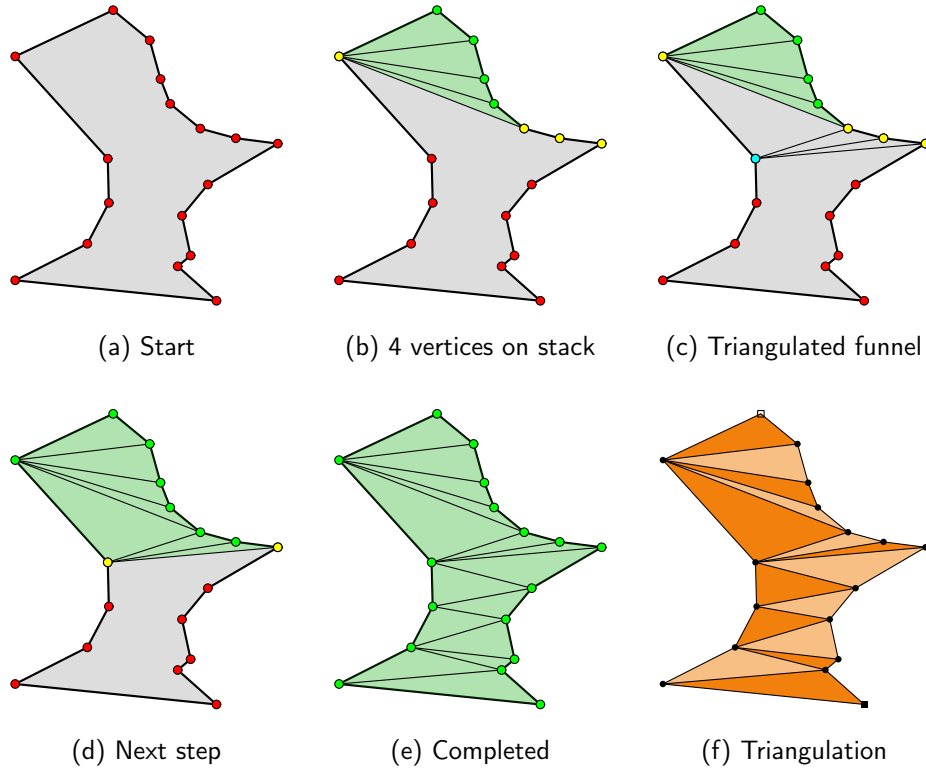 (a) Start
(b) 4 vertices on stack
(c) Triangulated funnel
(d) Next step
(e) Completed
(f) Triangulation